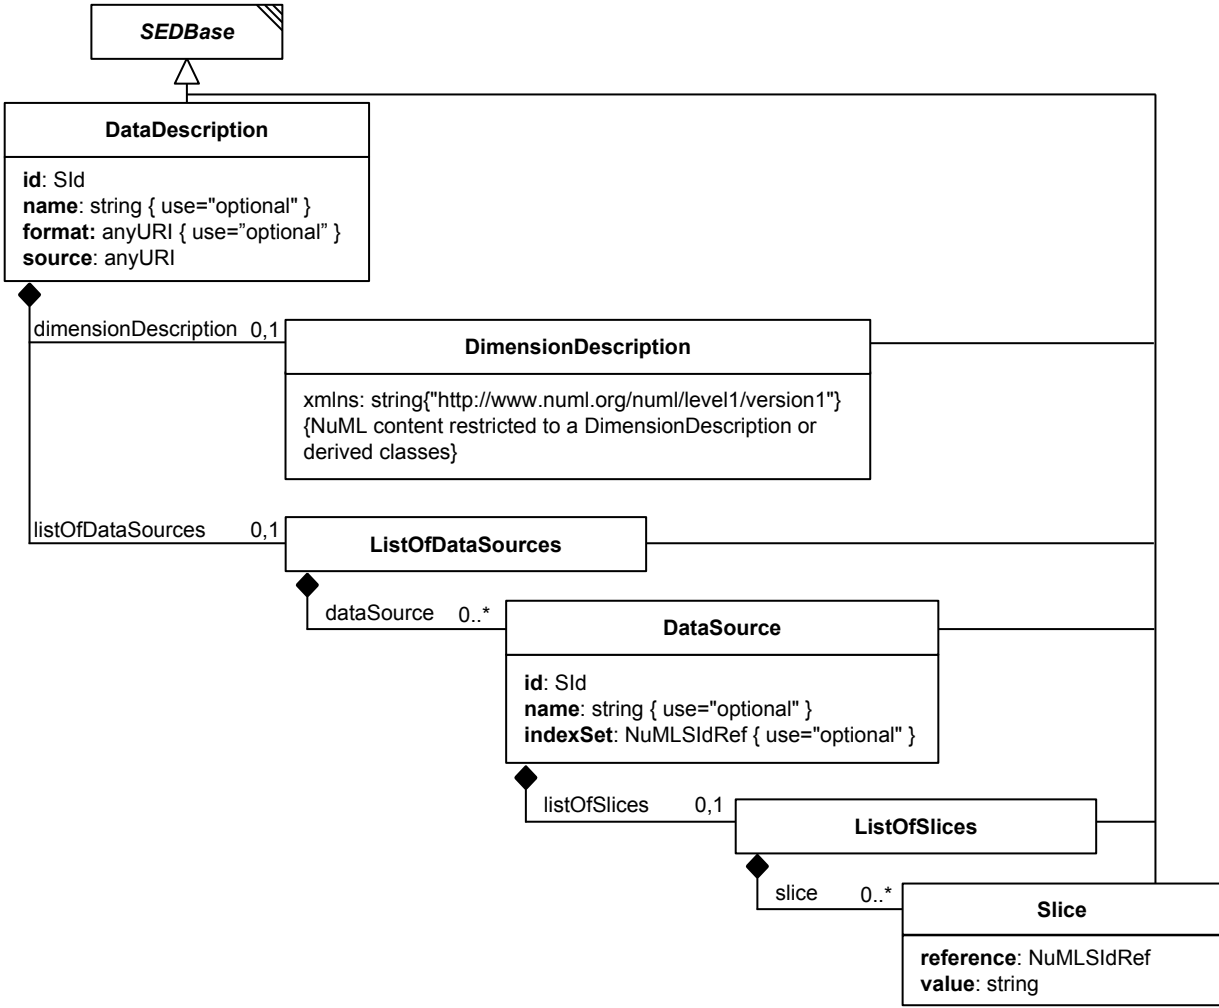 SEDBase
DataDescription
id: SId
name: string { use="optional" }
format: anyURI { use=”optional” }
source: anyURI
dimensionDescription 0,1
DimensionDescription
xmlns: string{"http://www.numl.org/numl/level1/version1"}
{NuML content restricted to a DimensionDescription or
derived classes}
listOfDataSources 0,1
ListOfDataSources
dataSource 0..*
DataSource
id: SId
name: string { use="optional" }
indexSet: NuMLSIdRef { use="optional" }
listOfSlices 0,1
ListOfSlices
slice 0..*
Slice
reference: NuMLSIdRef
value: string